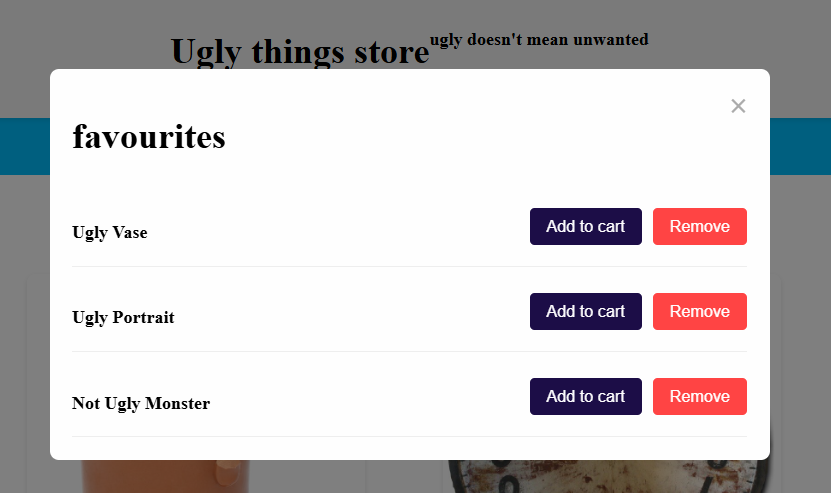 Ugly things store ugly doesn't mean unwanted
×
favourites
Ugly Vase Add to cart Remove
Ugly Portrait Add to cart Remove
Not Ugly Monster Add to cart Remove